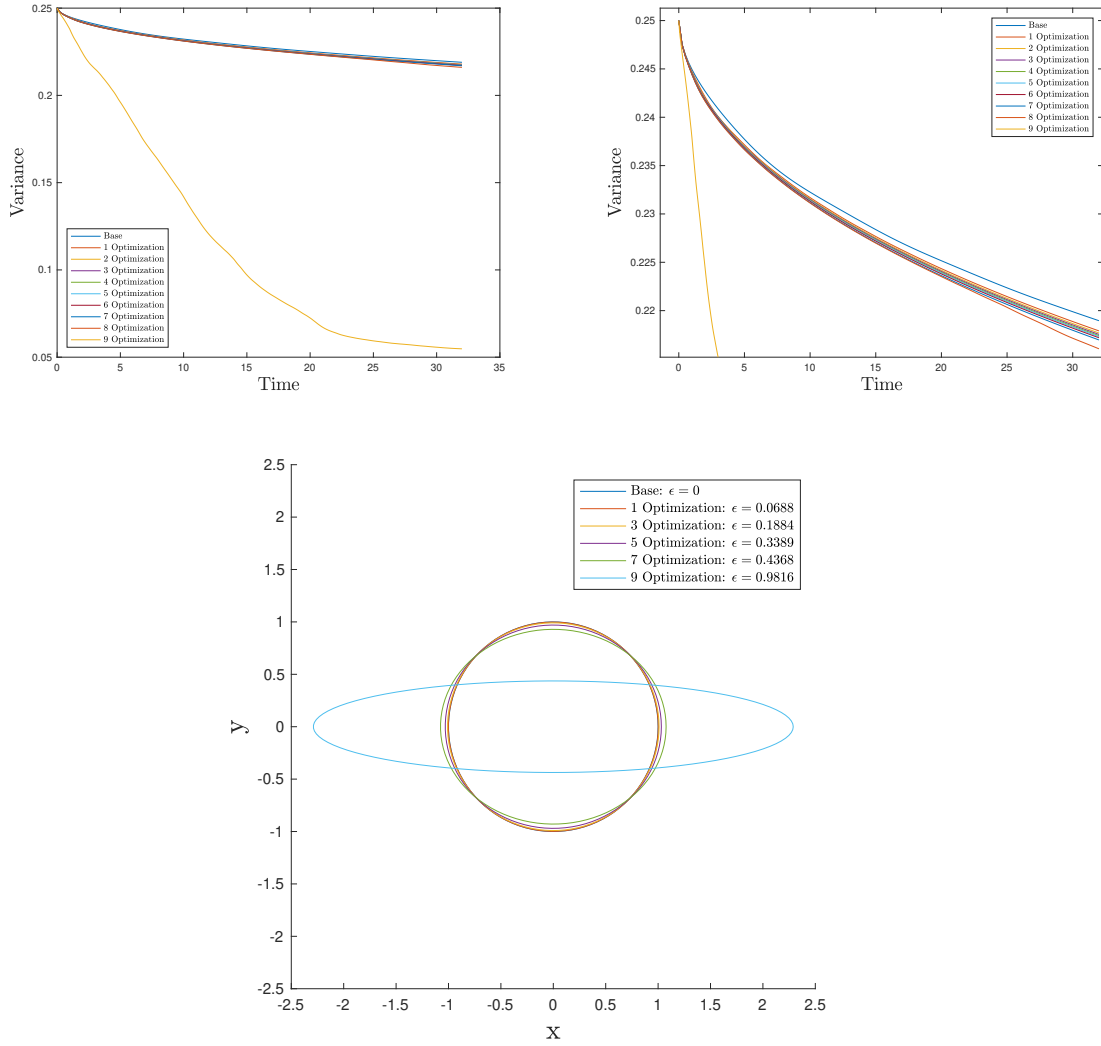 0.25
0.2
0.15
0.1
0.05
0 5 10 15 20 25 30 35
Variance
Time
Base
1 Optimization
2 Optimization
3 Optimization
4 Optimization
5 Optimization
6 Optimization
7 Optimization
8 Optimization
9 Optimization
0.25
0.245
0.24
0.235
0.23
0.225
0.22
0 5 10 15 20 25 30
Variance
Time
Base
1 Optimization
2 Optimization
3 Optimization
4 Optimization
5 Optimization
6 Optimization
7 Optimization
8 Optimization
9 Optimization
2.5
2
1.5
1
0.5
0
-0.5
-1
-1.5
-2
-2.5
-2.5 -2 -1.5 -1 -0.5 0 0.5 1 1.5 2 2.5
y
x
Base: ϵ = 0
1 Optimization: ϵ = 0.0688
3 Optimization: ϵ = 0.1884
5 Optimization: ϵ = 0.3389
7 Optimization: ϵ = 0.4368
9 Optimization: ϵ = 0.9816